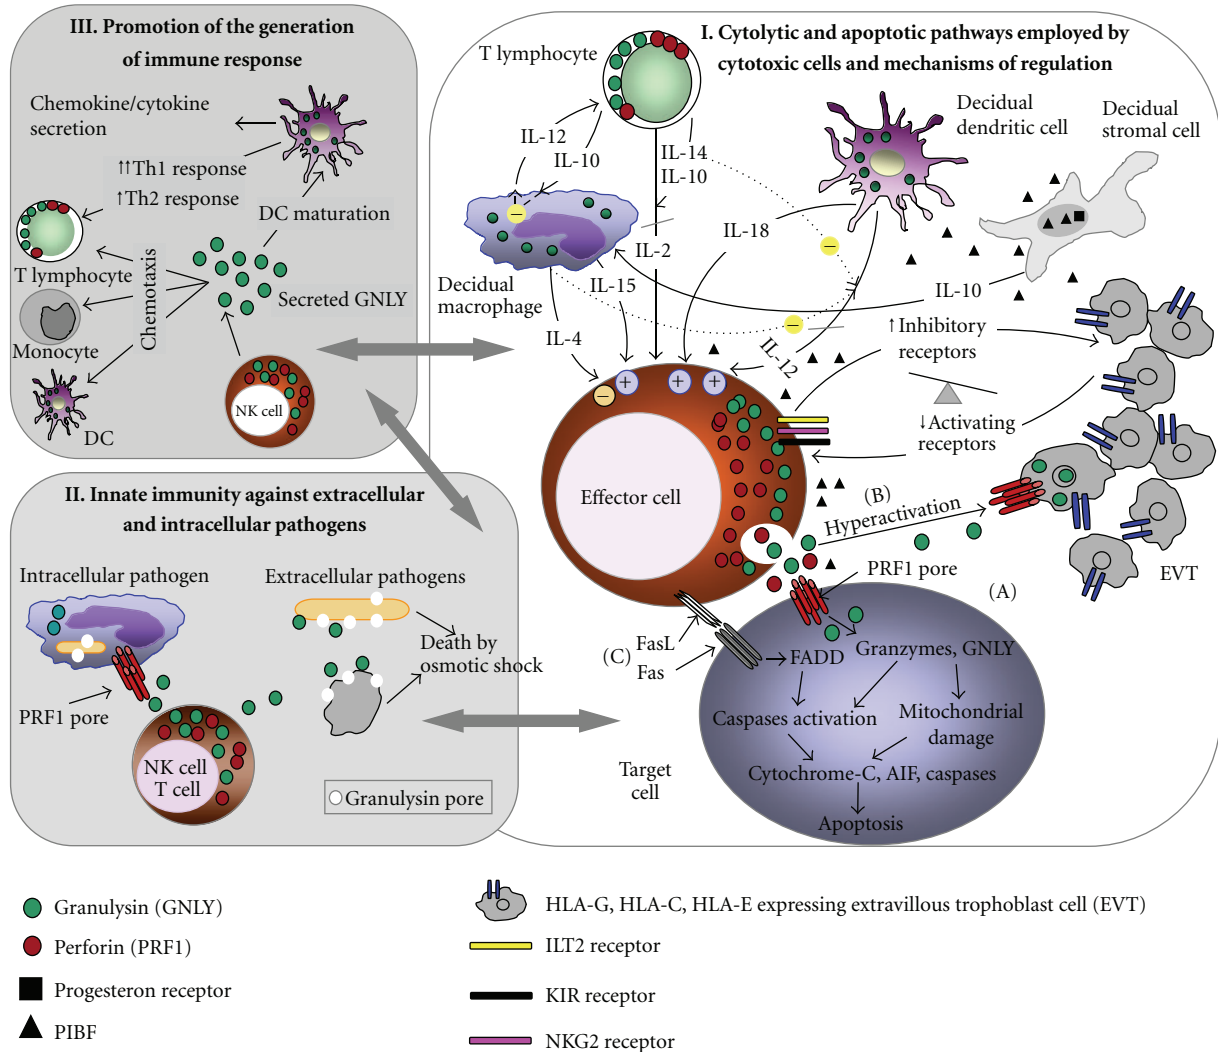 III. Promotion of the generation
of immune response
Chemokine/cytokine
secretion
↑↑Th1 response
↑Th2 response
DC maturation
T lymphocyte
Chemotaxis
Secreted GNLY
Monocyte
NK cell
DC
I. Cytolytic and apoptotic pathways employed by
cytotoxic cells and mechanisms of regulation
T lymphocyte
Decidual
dendritic cell
Decidual
stromal cell
IL-12
IL-10
IL-14
IL-10
−
IL-18
IL-2
−
Decidual
macrophage
IL-15
IL-10
−
IL-4
IL-12
↑Inhibitory
receptors
↓Activating
receptors
−
+
+
+
Effector cell
(B)
Hyperactivation
PRF1 pore
(A)
EVT
(C)
FasL
Fas
FADD
Granzymes, GNLY
Caspases activation
Mitochondrial
damage
Cytochrome-C, AIF, caspases
Apoptosis
Target
cell
II. Innate immunity against extracellular
and intracellular pathogens
Intracellular pathogen
Extracellular pathogens
Death by
osmotic shock
PRF1 pore
NK cell
T cell
Granulysin pore
Granulysin (GNLY)
Perforin (PRF1)
Progesteron receptor
PIBF
HLA-G, HLA-C, HLA-E expressing extravillous trophoblast cell (EVT)
ILT2 receptor
KIR receptor
NKG2 receptor